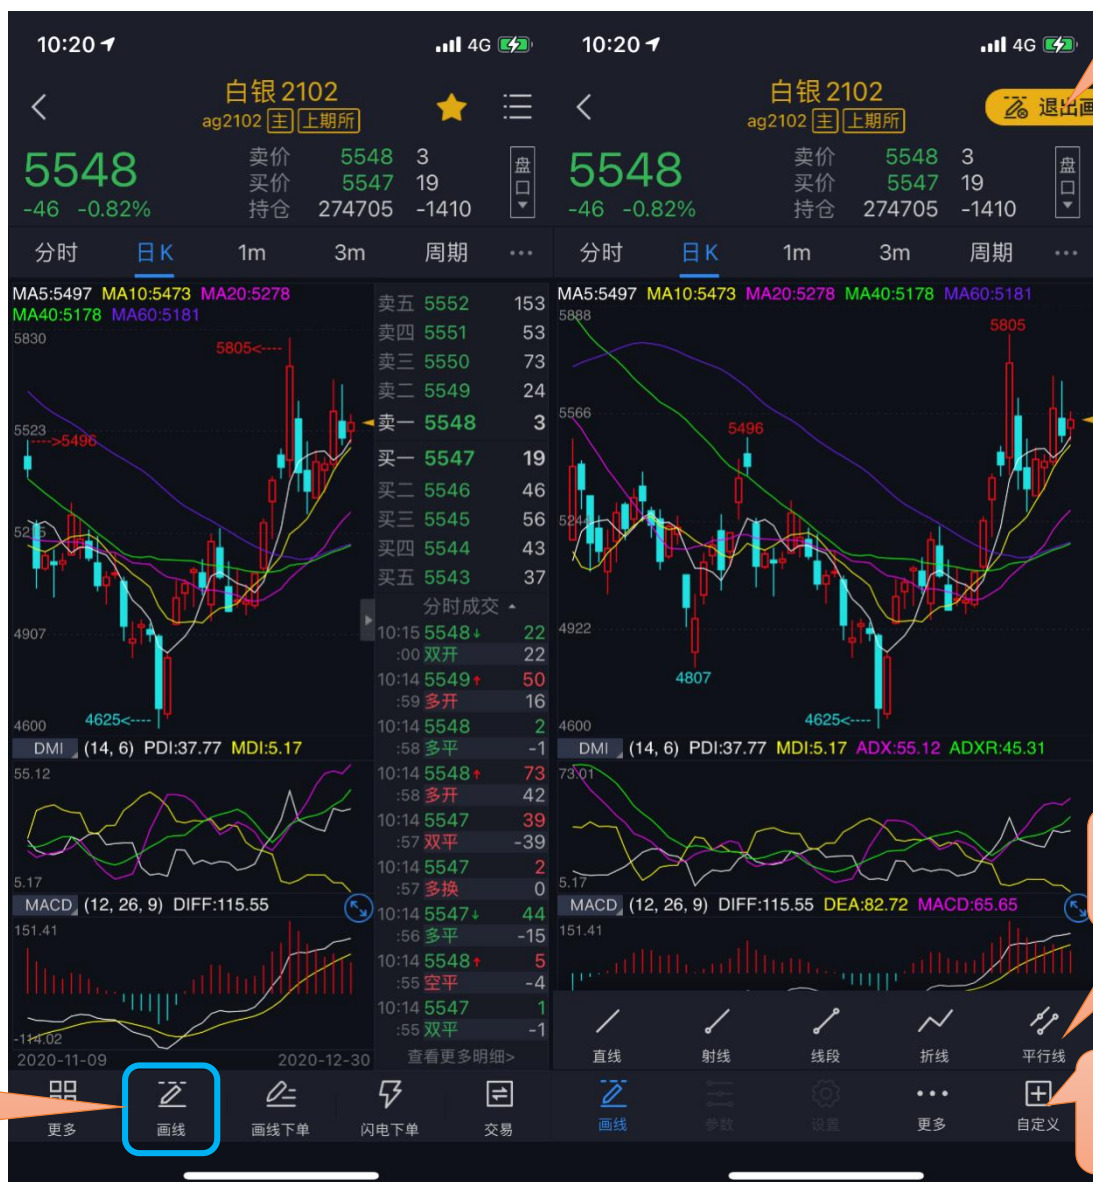 10:20 4G
白银2102
ag2102 主 上期所
5548 卖价 5548 3
买价 5547 19
-46 -0.82% 持仓 274705 -1410
盘口
分时 日K 1m 3m 周期
MA5:5497 MA10:5473 MA20:5278
MA40:5178 MA60:5181
5830
5805<----
5523
---->5496
4907
4625<----
4600
DMI (14, 6) PDI:37.77 MDI:5.17
55.12
5.17
MACD (12, 26, 9) DIFF:115.55
151.41
-114.02
2020-11-09 2020-12-30
卖五 5552 153
卖四 5551 53
卖三 5550 73
卖二 5549 24
卖一 5548 3
买一 5547 19
买二 5546 46
买三 5545 56
买四 5544 43
买五 5543 37
分时成交
10:15 5548↓ 22
:00 双开 22
10:14 5549↑ 50
:59 多开 16
10:14 5548 2
:58 多平 -1
10:14 5548↑ 73
:58 多开 42
10:14 5547 39
:57 双平 -39
10:14 5547 2
:57 多换 0
10:14 5547↓ 44
:56 多平 -15
10:14 5548↑ 5
:55 空平 -4
10:14 5547 1
:55 双平 -1
查看更多明细>
更多 画线 画线下单 闪电下单 交易
10:20 4G
白银2102
ag2102 主 上期所
退出画
5548 卖价 5548 3
买价 5547 19
-46 -0.82% 持仓 274705 -1410
盘口
分时 日K 1m 3m 周期
MA5:5497 MA10:5473 MA20:5278 MA40:5178 MA60:5181
5888
5805
5566
5496
4922
4807
4625<----
4600
DMI (14, 6) PDI:37.77 MDI:5.17 ADX:55.12 ADXR:45.31
73.01
5.17
MACD (12, 26, 9) DIFF:115.55 DEA:82.72 MACD:65.65
151.41
直线 射线 线段 折线 平行线
画线 参数 设置 更多 自定义